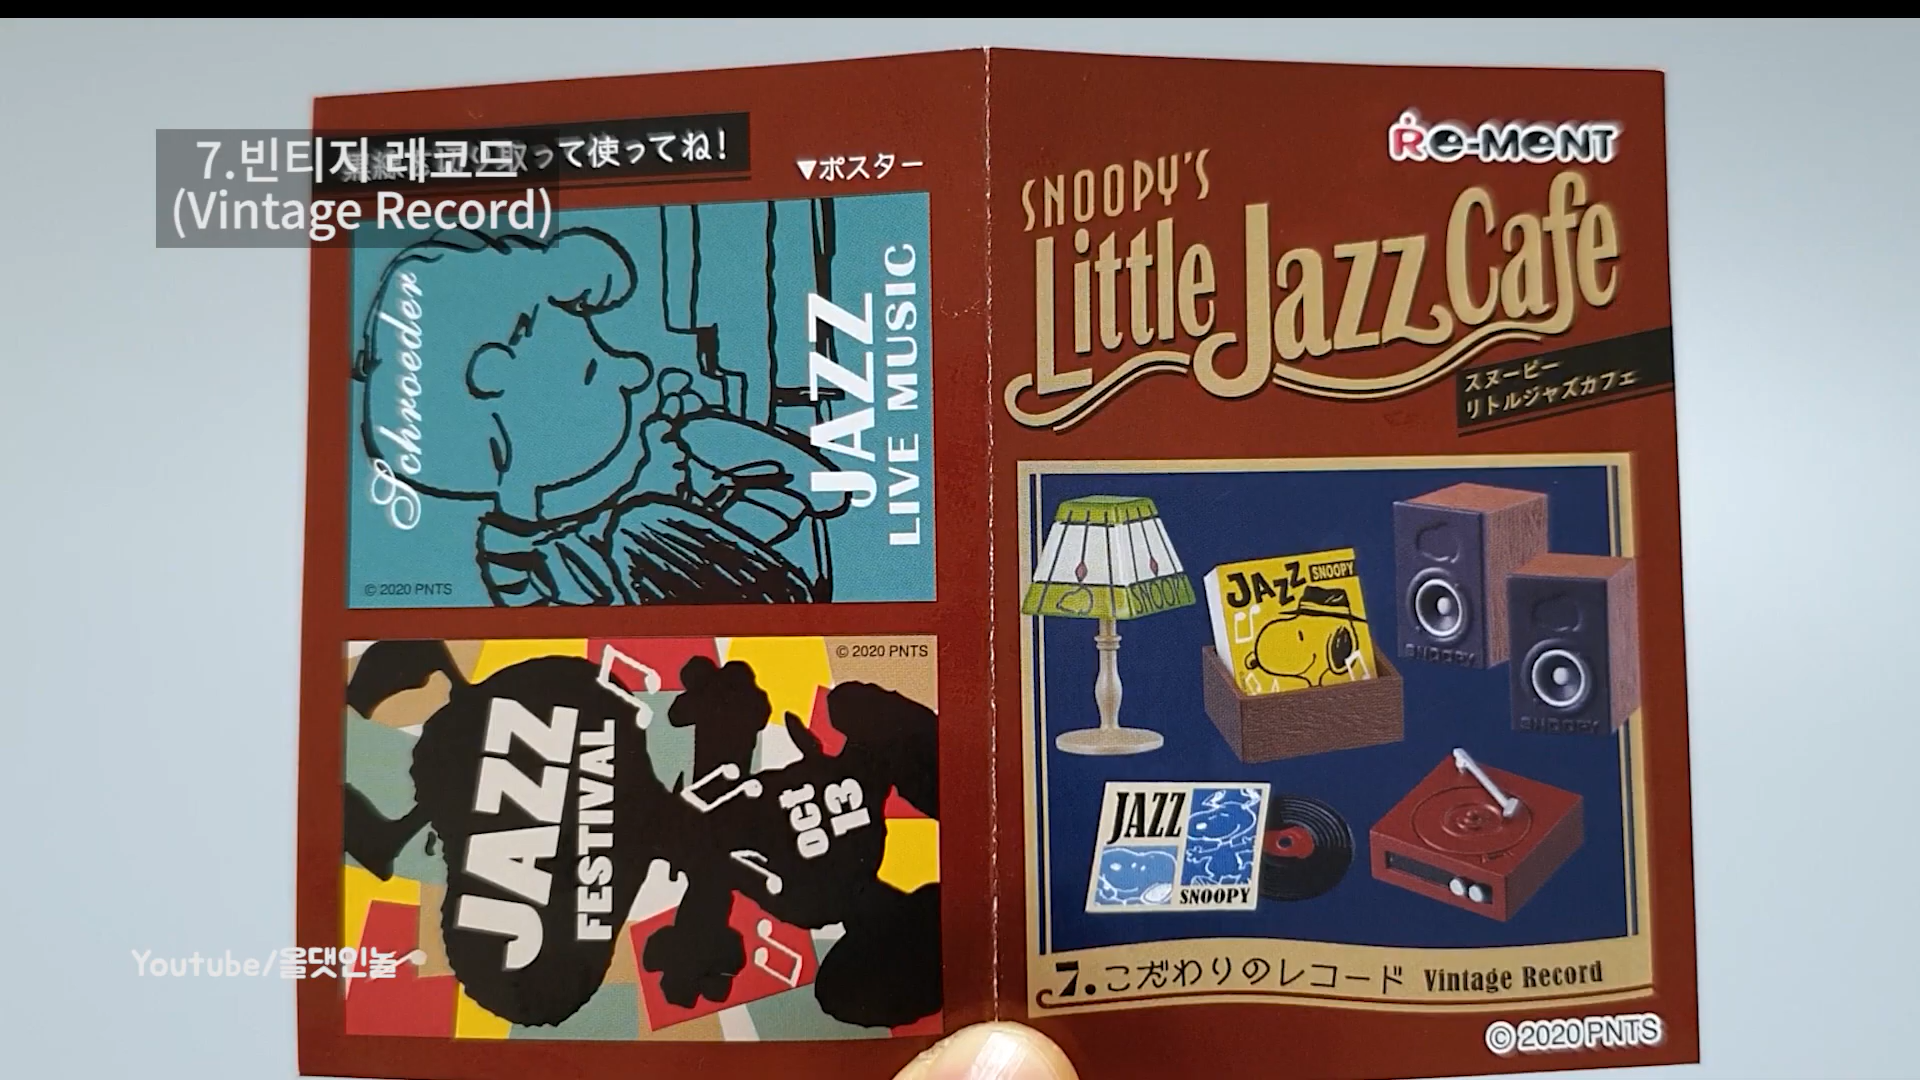 7.빈티지 레코드
(Vintage Record)
って使ってね!
▼ポスター
Schroeder
JAZZ
LIVE MUSIC
© 2020 PNTS
© 2020 PNTS
JAZZ
FESTIVAL
Oct
13
Re-MeNT
SNOOPY'S
Little Jazz Cafe
スヌーピー
リトルジャズカフェ
SNOOPY
JAZZ SNOOPY
SNOOPY
SNOOPY
JAZZ
SNOOPY
7.こだわりのレコード Vintage Record
© 2020 PNTS
Youtube/올댓인눌